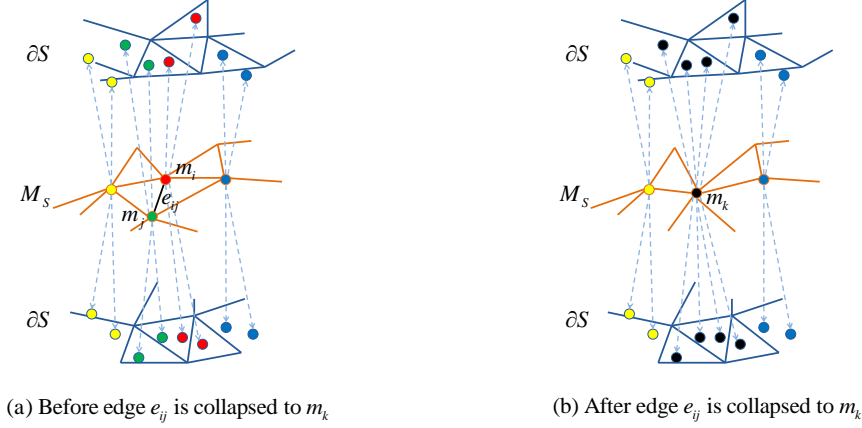 ∂S ∂S
m_i
M_S e_ij M_S
m_j m_k
∂S ∂S
(a) Before edge e_ij is collapsed to m_k (b) After edge e_ij is collapsed to m_k